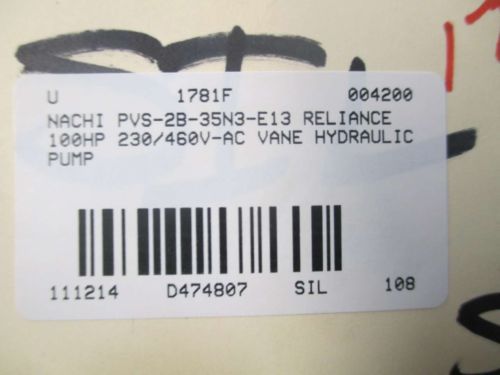 U 1781F 004200
NACHI PVS-2B-35N3-E13 RELIANCE
100HP 230/460V-AC VANE HYDRAULIC
PUMP
111214 D474807 SIL 108